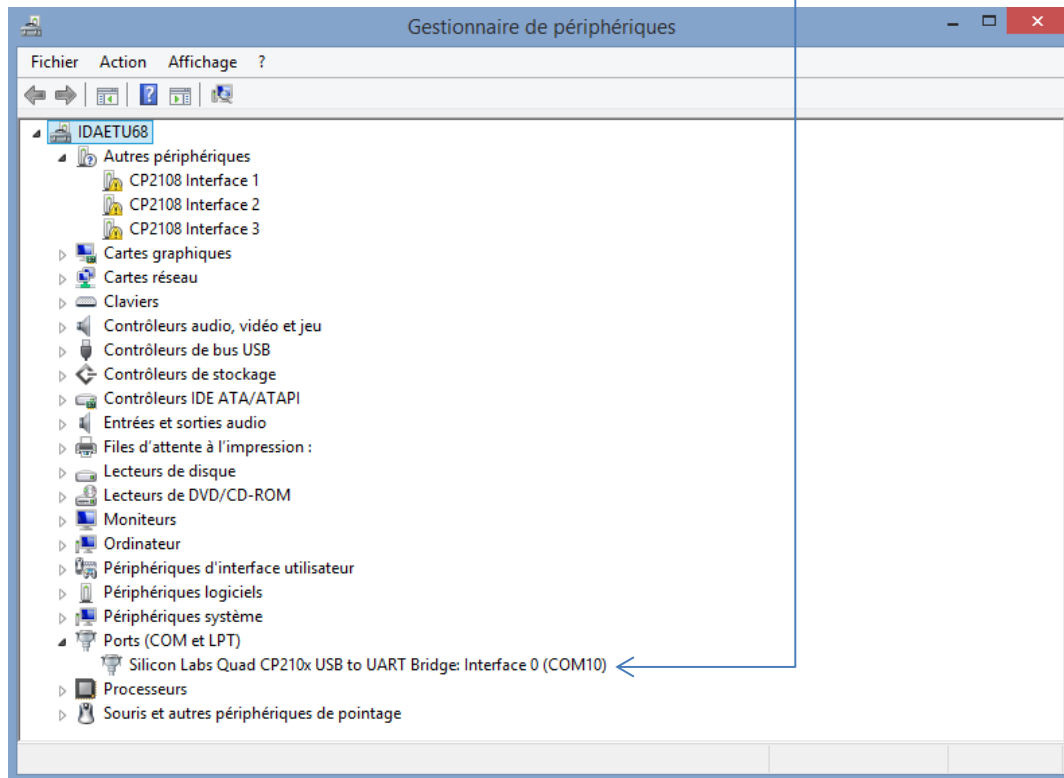 Gestionnaire de périphériques
Fichier Action Affichage ?
IDAETU68
Autres périphériques
CP2108 Interface 1
CP2108 Interface 2
CP2108 Interface 3
Cartes graphiques
Cartes réseau
Claviers
Contrôleurs audio, vidéo et jeu
Contrôleurs de bus USB
Contrôleurs de stockage
Contrôleurs IDE ATA/ATAPI
Entrées et sorties audio
Files d'attente à l'impression :
Lecteurs de disque
Lecteurs de DVD/CD-ROM
Moniteurs
Ordinateur
Périphériques d'interface utilisateur
Périphériques logiciels
Périphériques système
Ports (COM et LPT)
Silicon Labs Quad CP210x USB to UART Bridge: Interface 0 (COM10)
Processeurs
Souris et autres périphériques de pointage